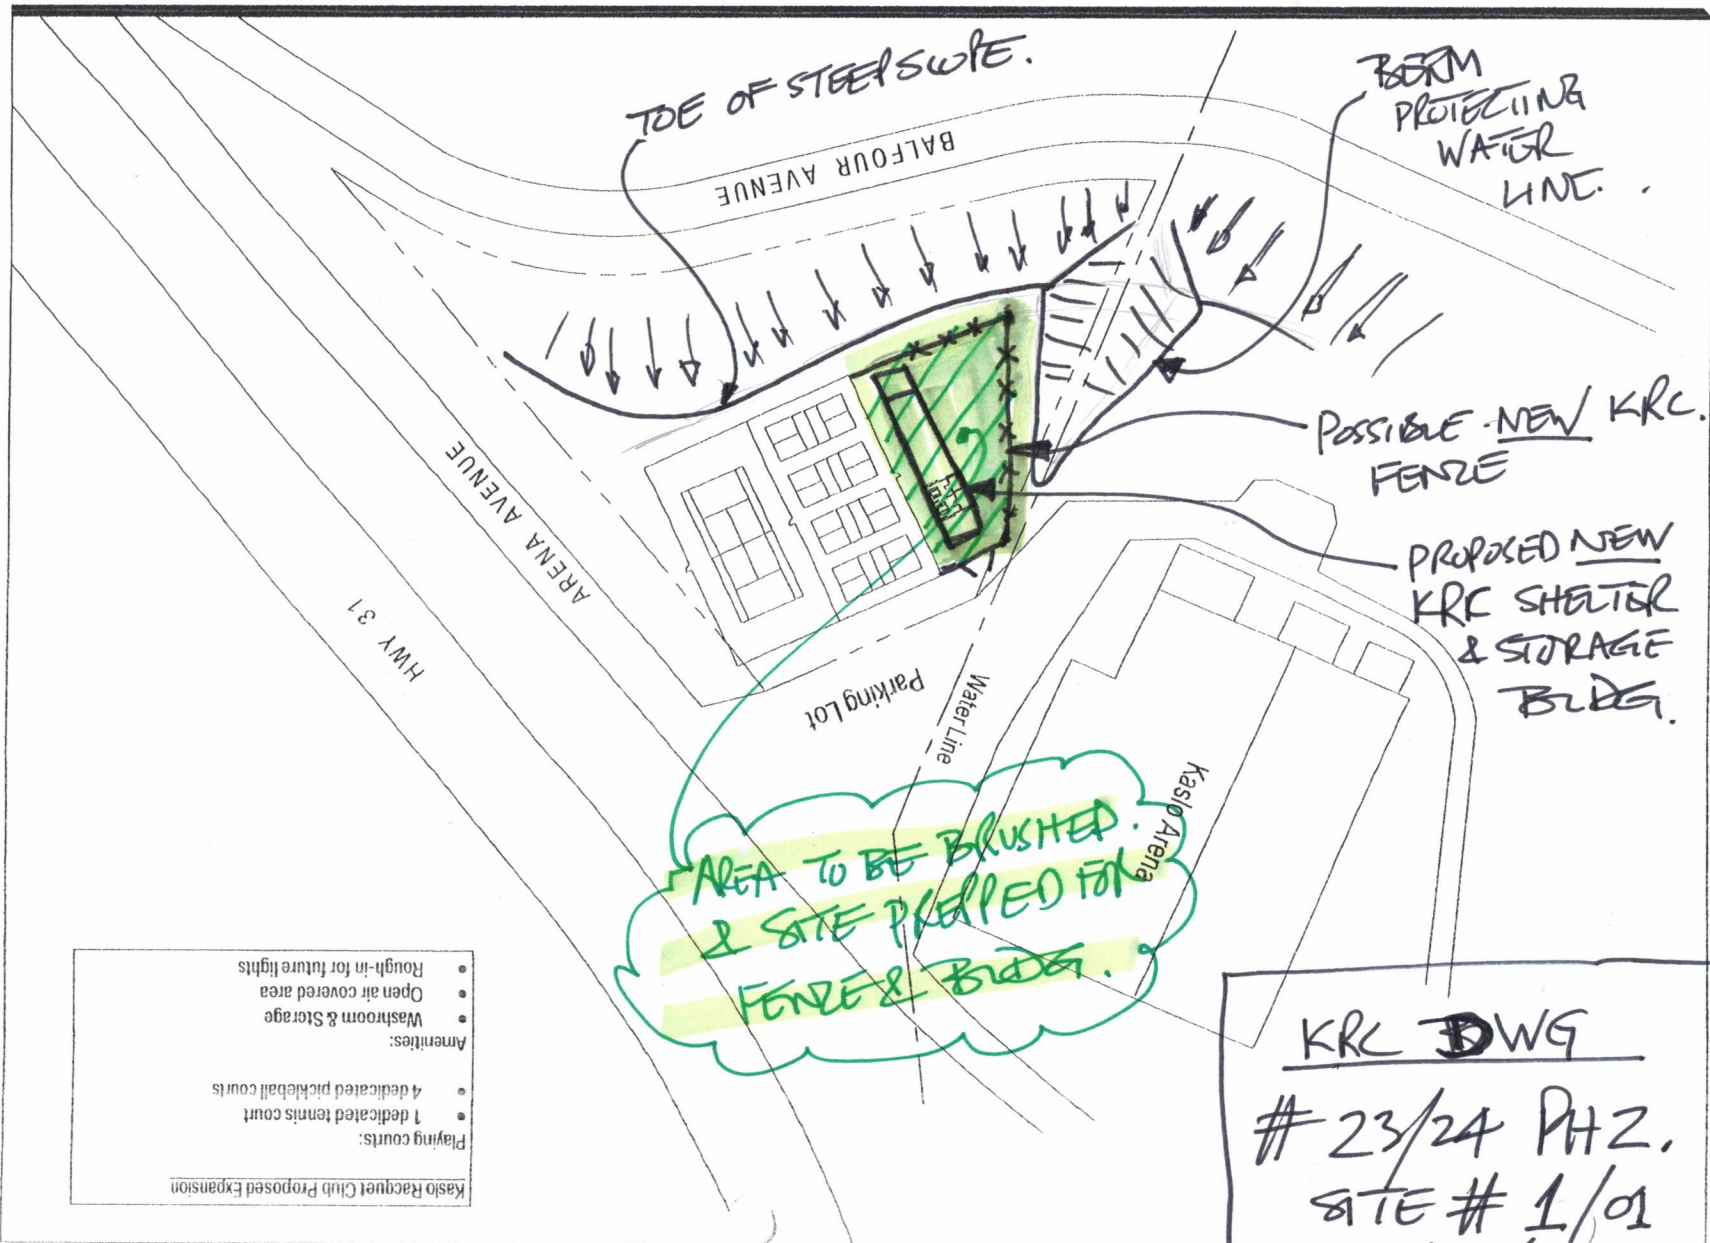 TOE OF STEEP SLOPE.
BERM
PROTECTING
WATER
LINE.
BALFOUR AVENUE
POSSIBLE NEW KRC.
FENCE
PROPOSED NEW
KRC SHELTER
& STORAGE
BLDG.
ARENA AVENUE
HWY 31
Parking Lot
Water Line
Kaslo Arena
AREA TO BE BRUSHED.
& SITE PREPPED FOR
FENCE & BLDG.
Kaslo Racquet Club Proposed Expansion
Playing courts:
• 1 dedicated tennis court
• 4 dedicated pickleball courts
Amenities:
• Washroom & Storage
• Open air covered area
• Rough-in for future lights
KRC DWG
# 23/24 PH2.
SITE # 1/01